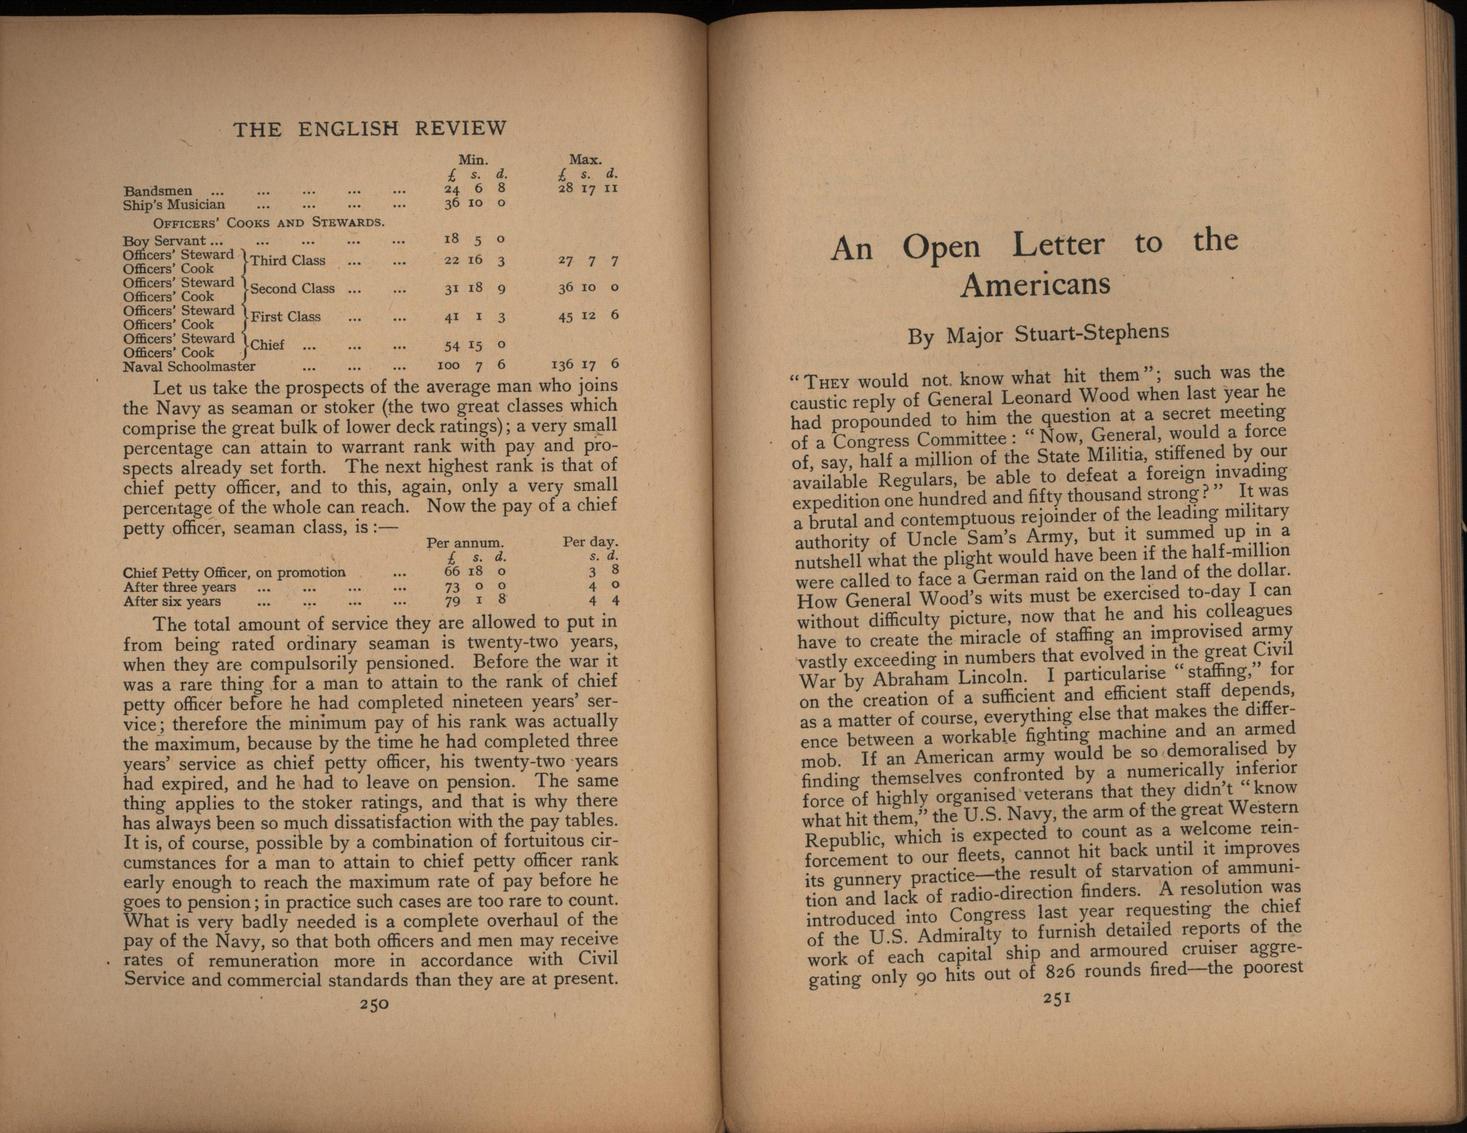 THE ENGLISH REVIEW
Min. Max.
£ s. d. £ s. d.
Bandsmen ... ... ... ... ... 24 6 8 28 17 11
Ship's Musician ... ... ... ... 36 10 0
OFFICERS' COOKS AND STEWARDS.
Boy Servant ... ... ... ... ... 18 5 0
Officers' Steward
Officers' Cook } Third Class ... ... 22 16 3 27 7 7
Officers' Steward
Officers' Cook } Second Class ... ... 31 18 9 36 10 0
Officers' Steward
Officers' Cook } First Class ... ... 41 1 3 45 12 6
Officers' Steward
Officers' Cook } Chief ... ... ... 54 15 0
Naval Schoolmaster ... ... ... 100 7 6 136 17 6
Let us take the prospects of the average man who joins
the Navy as seaman or stoker (the two great classes which
comprise the great bulk of lower deck ratings); a very small
percentage can attain to warrant rank with pay and pro-
spects already set forth. The next highest rank is that of
chief petty officer, and to this, again, only a very small
percentage of the whole can reach. Now the pay of a chief
petty officer, seaman class, is :—
Per annum. Per day.
£ s. d. s. d.
Chief Petty Officer, on promotion ... 66 18 0 3 8
After three years ... ... ... ... 73 0 0 4 0
After six years ... ... ... ... 79 1 8 4 4
The total amount of service they are allowed to put in
from being rated ordinary seaman is twenty-two years,
when they are compulsorily pensioned. Before the war it
was a rare thing for a man to attain to the rank of chief
petty officer before he had completed nineteen years' ser-
vice; therefore the minimum pay of his rank was actually
the maximum, because by the time he had completed three
years' service as chief petty officer, his twenty-two years
had expired, and he had to leave on pension. The same
thing applies to the stoker ratings, and that is why there
has always been so much dissatisfaction with the pay tables.
It is, of course, possible by a combination of fortuitous cir-
cumstances for a man to attain to chief petty officer rank
early enough to reach the maximum rate of pay before he
goes to pension; in practice such cases are too rare to count.
What is very badly needed is a complete overhaul of the
pay of the Navy, so that both officers and men may receive
rates of remuneration more in accordance with Civil
Service and commercial standards than they are at present.
250
An Open Letter to the
Americans
By Major Stuart-Stephens
"THEY would not know what hit them"; such was the
caustic reply of General Leonard Wood when last year he
had propounded to him the question at a secret meeting
of a Congress Committee: "Now, General, would a force
of, say, half a million of the State Militia, stiffened by our
available Regulars, be able to defeat a foreign invading
expedition one hundred and fifty thousand strong?" It was
a brutal and contemptuous rejoinder of the leading military
authority of Uncle Sam's Army, but it summed up in a
nutshell what the plight would have been if the half-million
were called to face a German raid on the land of the dollar.
How General Wood's wits must be exercised to-day I can
without difficulty picture, now that he and his colleagues
have to create the miracle of staffing an improvised army
vastly exceeding in numbers that evolved in the great Civil
War by Abraham Lincoln. I particularise "staffing," for
on the creation of a sufficient and efficient staff depends,
as a matter of course, everything else that makes the differ-
ence between a workable fighting machine and an armed
mob. If an American army would be so demoralised by
finding themselves confronted by a numerically inferior
force of highly organised veterans that they didn't "know
what hit them," the U.S. Navy, the arm of the great Western
Republic, which is expected to count as a welcome rein-
forcement to our fleets, cannot hit back until it improves
its gunnery practice—the result of starvation of ammuni-
tion and lack of radio-direction finders. A resolution was
introduced into Congress last year requesting the chief
of the U.S. Admiralty to furnish detailed reports of the
work of each capital ship and armoured cruiser aggre-
gating only 90 hits out of 826 rounds fired—the poorest
251